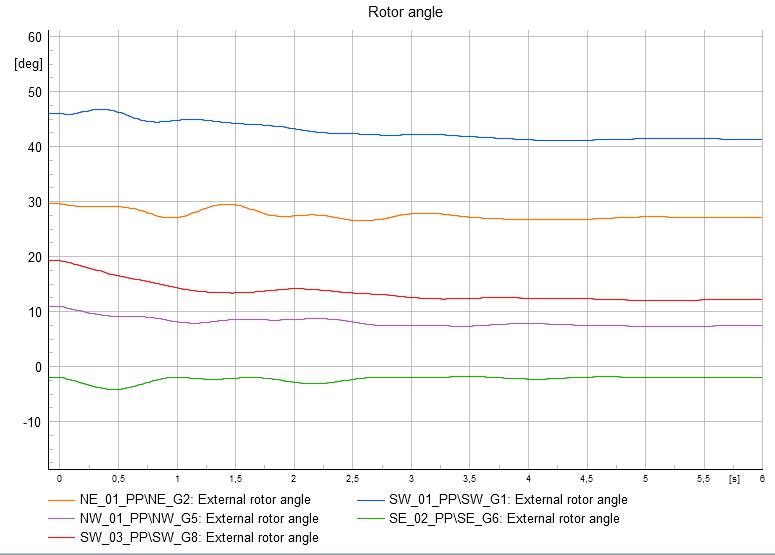 Rotor angle
60
[deg]
50
40
30
20
10
0
-10
0 0,5 1 1,5 2 2,5 3 3,5 4 4,5 5 5,5 [s] 6
NE_01_PP\NE_G2: External rotor angle SW_01_PP\SW_G1: External rotor angle
NW_01_PP\NW_G5: External rotor angle SE_02_PP\SE_G6: External rotor angle
SW_03_PP\SW_G8: External rotor angle